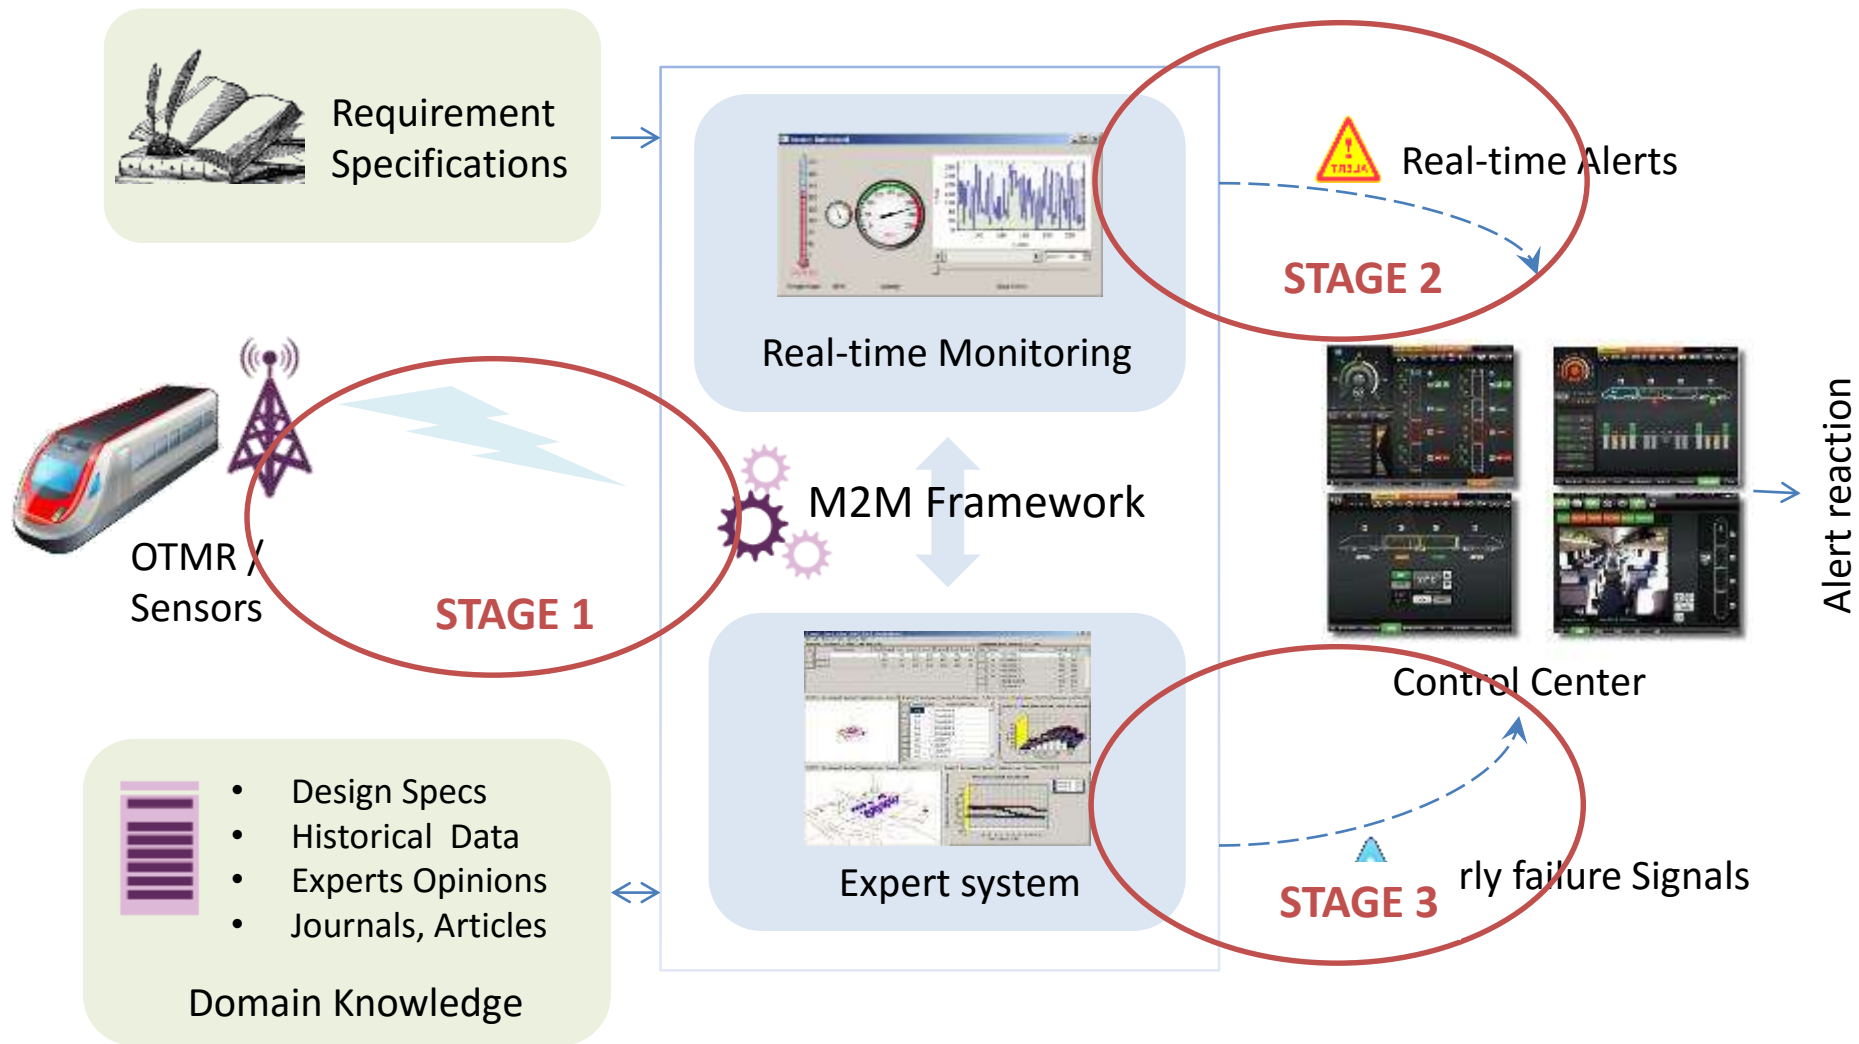 Requirement
Specifications
Real-time Monitoring
ALERT
Real-time Alerts
STAGE 2
OTMR /
Sensors
STAGE 1
M2M Framework
Control Center
Alert reaction
• Design Specs
• Historical Data
• Experts Opinions
• Journals, Articles
Domain Knowledge
Expert system
rly failure Signals
STAGE 3